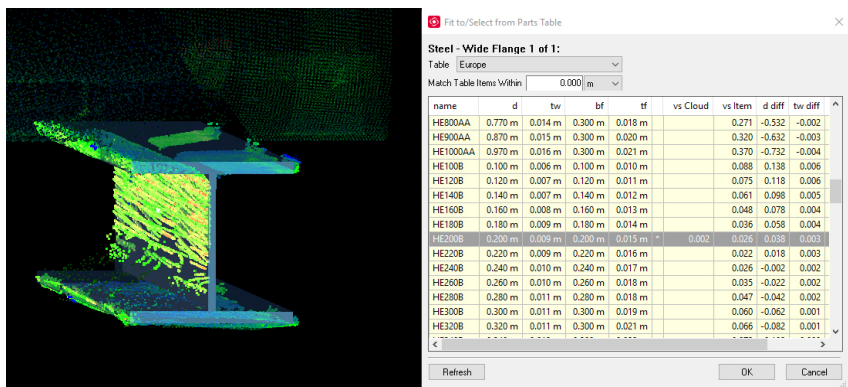 Fit to/Select from Parts Table
Steel - Wide Flange 1 of 1:
Table Europe
Match Table Items Within 0.000 m
name d tw bf tf vs Cloud vs Item d diff tw diff
HE800AA 0.770 m 0.014 m 0.300 m 0.018 m 0.271 -0.532 -0.002
HE900AA 0.870 m 0.015 m 0.300 m 0.020 m 0.320 -0.632 -0.003
HE1000AA 0.970 m 0.016 m 0.300 m 0.021 m 0.370 -0.732 -0.004
HE100B 0.100 m 0.006 m 0.100 m 0.010 m 0.088 0.138 0.006
HE120B 0.120 m 0.007 m 0.120 m 0.011 m 0.075 0.118 0.006
HE140B 0.140 m 0.007 m 0.140 m 0.012 m 0.061 0.098 0.005
HE160B 0.160 m 0.008 m 0.160 m 0.013 m 0.048 0.078 0.004
HE180B 0.180 m 0.009 m 0.180 m 0.014 m 0.036 0.058 0.004
HE200B 0.200 m 0.009 m 0.200 m 0.015 m * 0.002 0.026 0.038 0.003
HE220B 0.220 m 0.009 m 0.220 m 0.016 m 0.022 0.018 0.003
HE240B 0.240 m 0.010 m 0.240 m 0.017 m 0.026 -0.002 0.002
HE260B 0.260 m 0.010 m 0.260 m 0.018 m 0.035 -0.022 0.002
HE280B 0.280 m 0.011 m 0.280 m 0.018 m 0.047 -0.042 0.002
HE300B 0.300 m 0.011 m 0.300 m 0.019 m 0.060 -0.062 0.001
HE320B 0.320 m 0.011 m 0.300 m 0.021 m 0.066 -0.082 0.001
Refresh OK Cancel